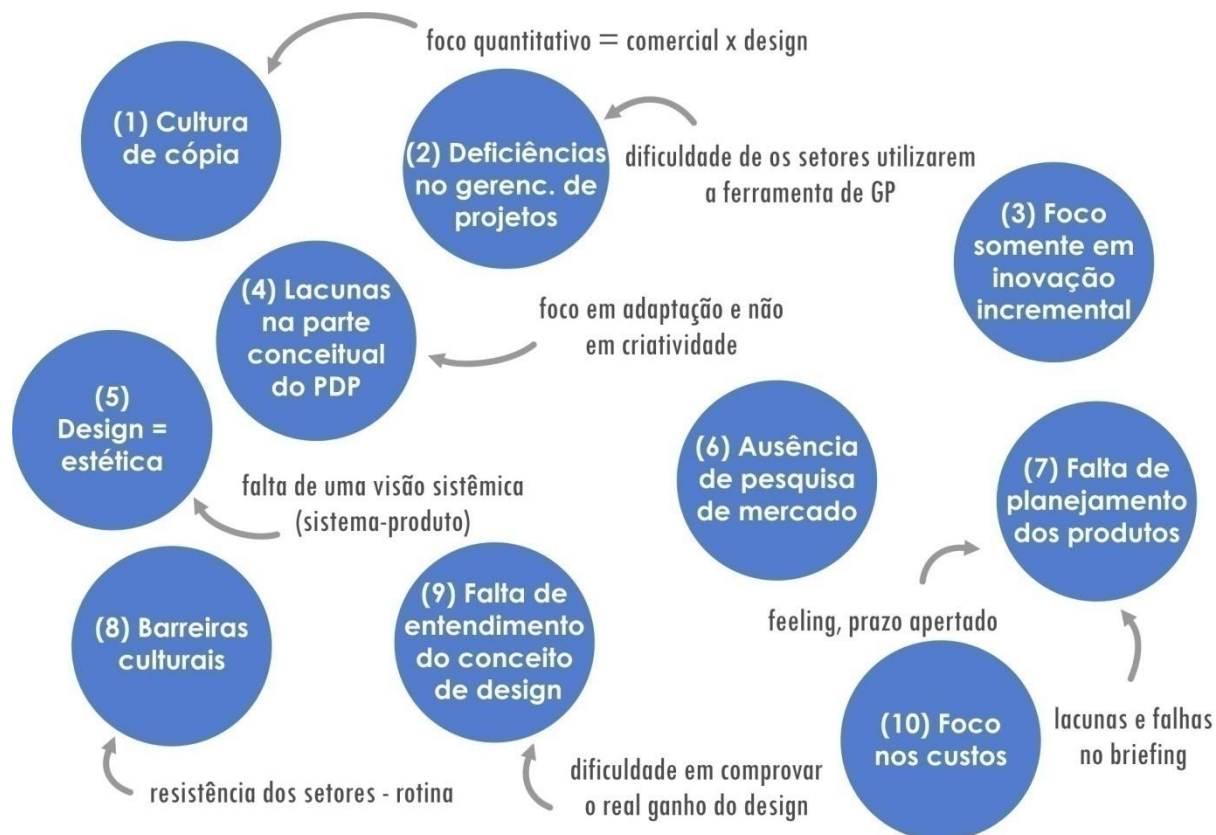 foco quantitativo = comercial x design
(1) Cultura
de cópia
(2) Deficiências
no gerenc. de
projetos
dificuldade de os setores utilizarem
a ferramenta de GP
(3) Foco
somente em
inovação
incremental
(4) Lacunas
na parte
conceitual
do PDP
foco em adaptação e não
em criatividade
(5)
Design =
estética
falta de uma visão sistêmica
(sistema-produto)
(6) Ausência
de pesquisa
de mercado
(7) Falta de
planejamento
dos produtos
feeling, prazo apertado
lacunas e falhas
no briefing
(8) Barreiras
culturais
resistência dos setores - rotina
(9) Falta de
entendimento
do conceito
de design
dificuldade em comprovar
o real ganho do design
(10) Foco
nos custos